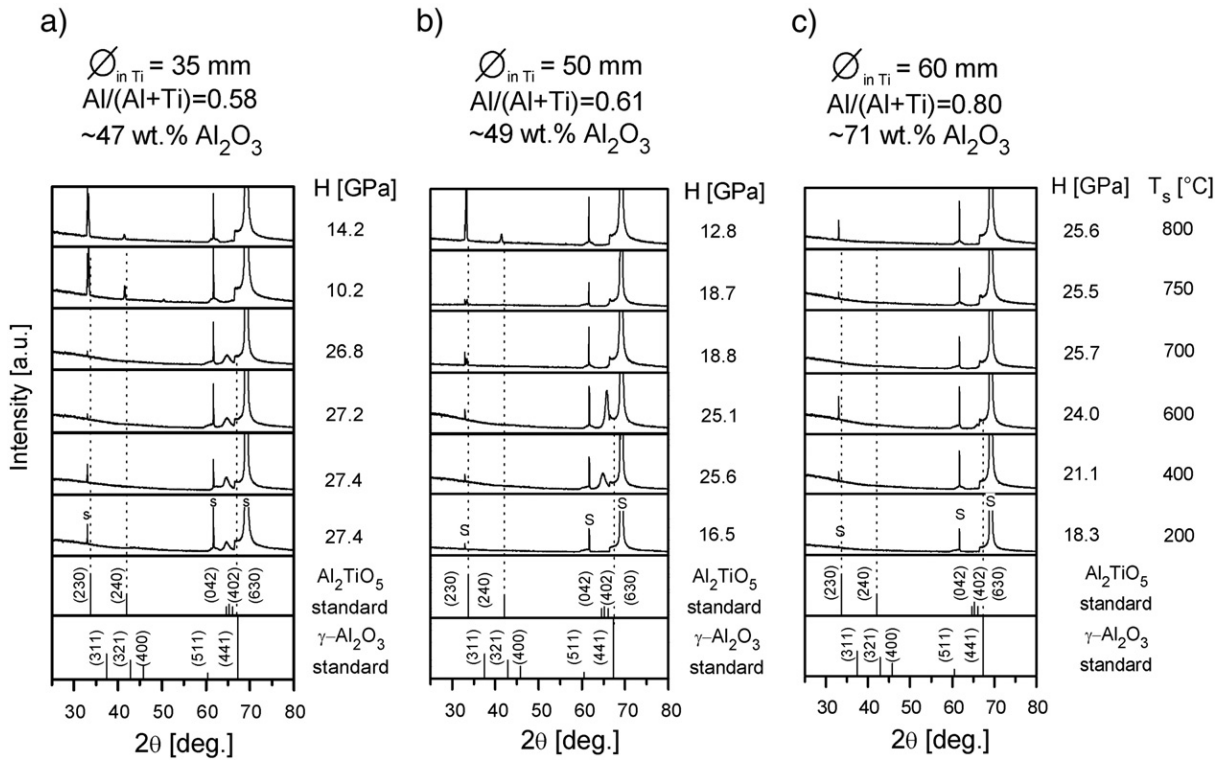 a)
∅in Ti = 35 mm
Al/(Al+Ti)=0.58
~47 wt.% Al2O3
b)
∅in Ti = 50 mm
Al/(Al+Ti)=0.61
~49 wt.% Al2O3
c)
∅in Ti = 60 mm
Al/(Al+Ti)=0.80
~71 wt.% Al2O3
Intensity [a.u.]
H [GPa]
14.2
10.2
26.8
27.2
27.4
27.4
s s s
(230) (240) (042) (402) (630)
Al2TiO5
standard
(311) (321) (400) (511) (441)
γ–Al2O3
standard
30 40 50 60 70 80
2θ [deg.]
H [GPa]
12.8
18.7
18.8
25.1
25.6
16.5
S S S
(230) (240) (042) (402) (630)
Al2TiO5
standard
(311) (321) (400) (511) (441)
γ–Al2O3
standard
30 40 50 60 70 80
2θ [deg.]
H [GPa] Ts [°C]
25.6 800
25.5 750
25.7 700
24.0 600
21.1 400
18.3 200
S S S
(230) (240) (042) (402) (630)
Al2TiO5
standard
(311) (321) (400) (511) (441)
γ–Al2O3
standard
30 40 50 60 70 80
2θ [deg.]